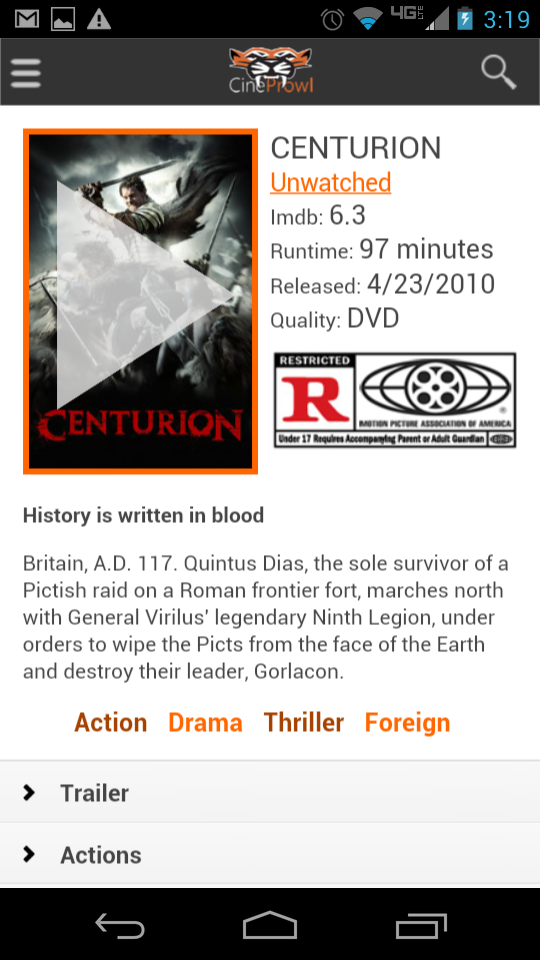 4G LTE 3:19
CineProwl
CENTURION
Unwatched
Imdb: 6.3
Runtime: 97 minutes
Released: 4/23/2010
Quality: DVD
RESTRICTED
R
®
MOTION PICTURE ASSOCIATION OF AMERICA
Under 17 Requires Accompanying Parent or Adult Guardian
CENTURION
History is written in blood
Britain, A.D. 117. Quintus Dias, the sole survivor of a
Pictish raid on a Roman frontier fort, marches north
with General Virilus' legendary Ninth Legion, under
orders to wipe the Picts from the face of the Earth
and destroy their leader, Gorlacon.
Action Drama Thriller Foreign
Trailer
Actions